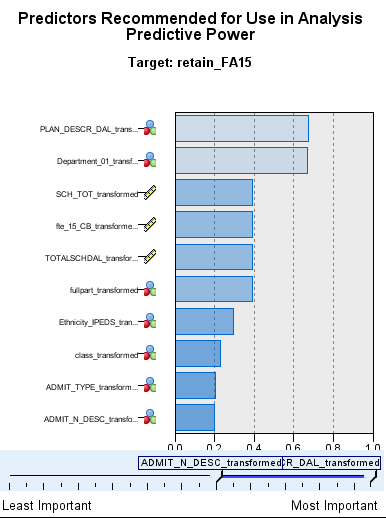 Predictors Recommended for Use in Analysis
Predictive Power
Target: retain_FA15
PLAN_DESCR_DAL_trans...
Department_01_transf...
SCH_TOT_transformed
fte_15_CB_transforme...
TOTALSCHDAL_transfor...
fullpart_transformed
Ethnicity_IPEDS_tran...
class_transformed
ADMIT_TYPE_transform...
ADMIT_N_DESC_transfo...
0.0 0.2 0.4 0.6 0.8 1.0
ADMIT_N_DESC_transformed CR_DAL_transformed
Least Important Most Important